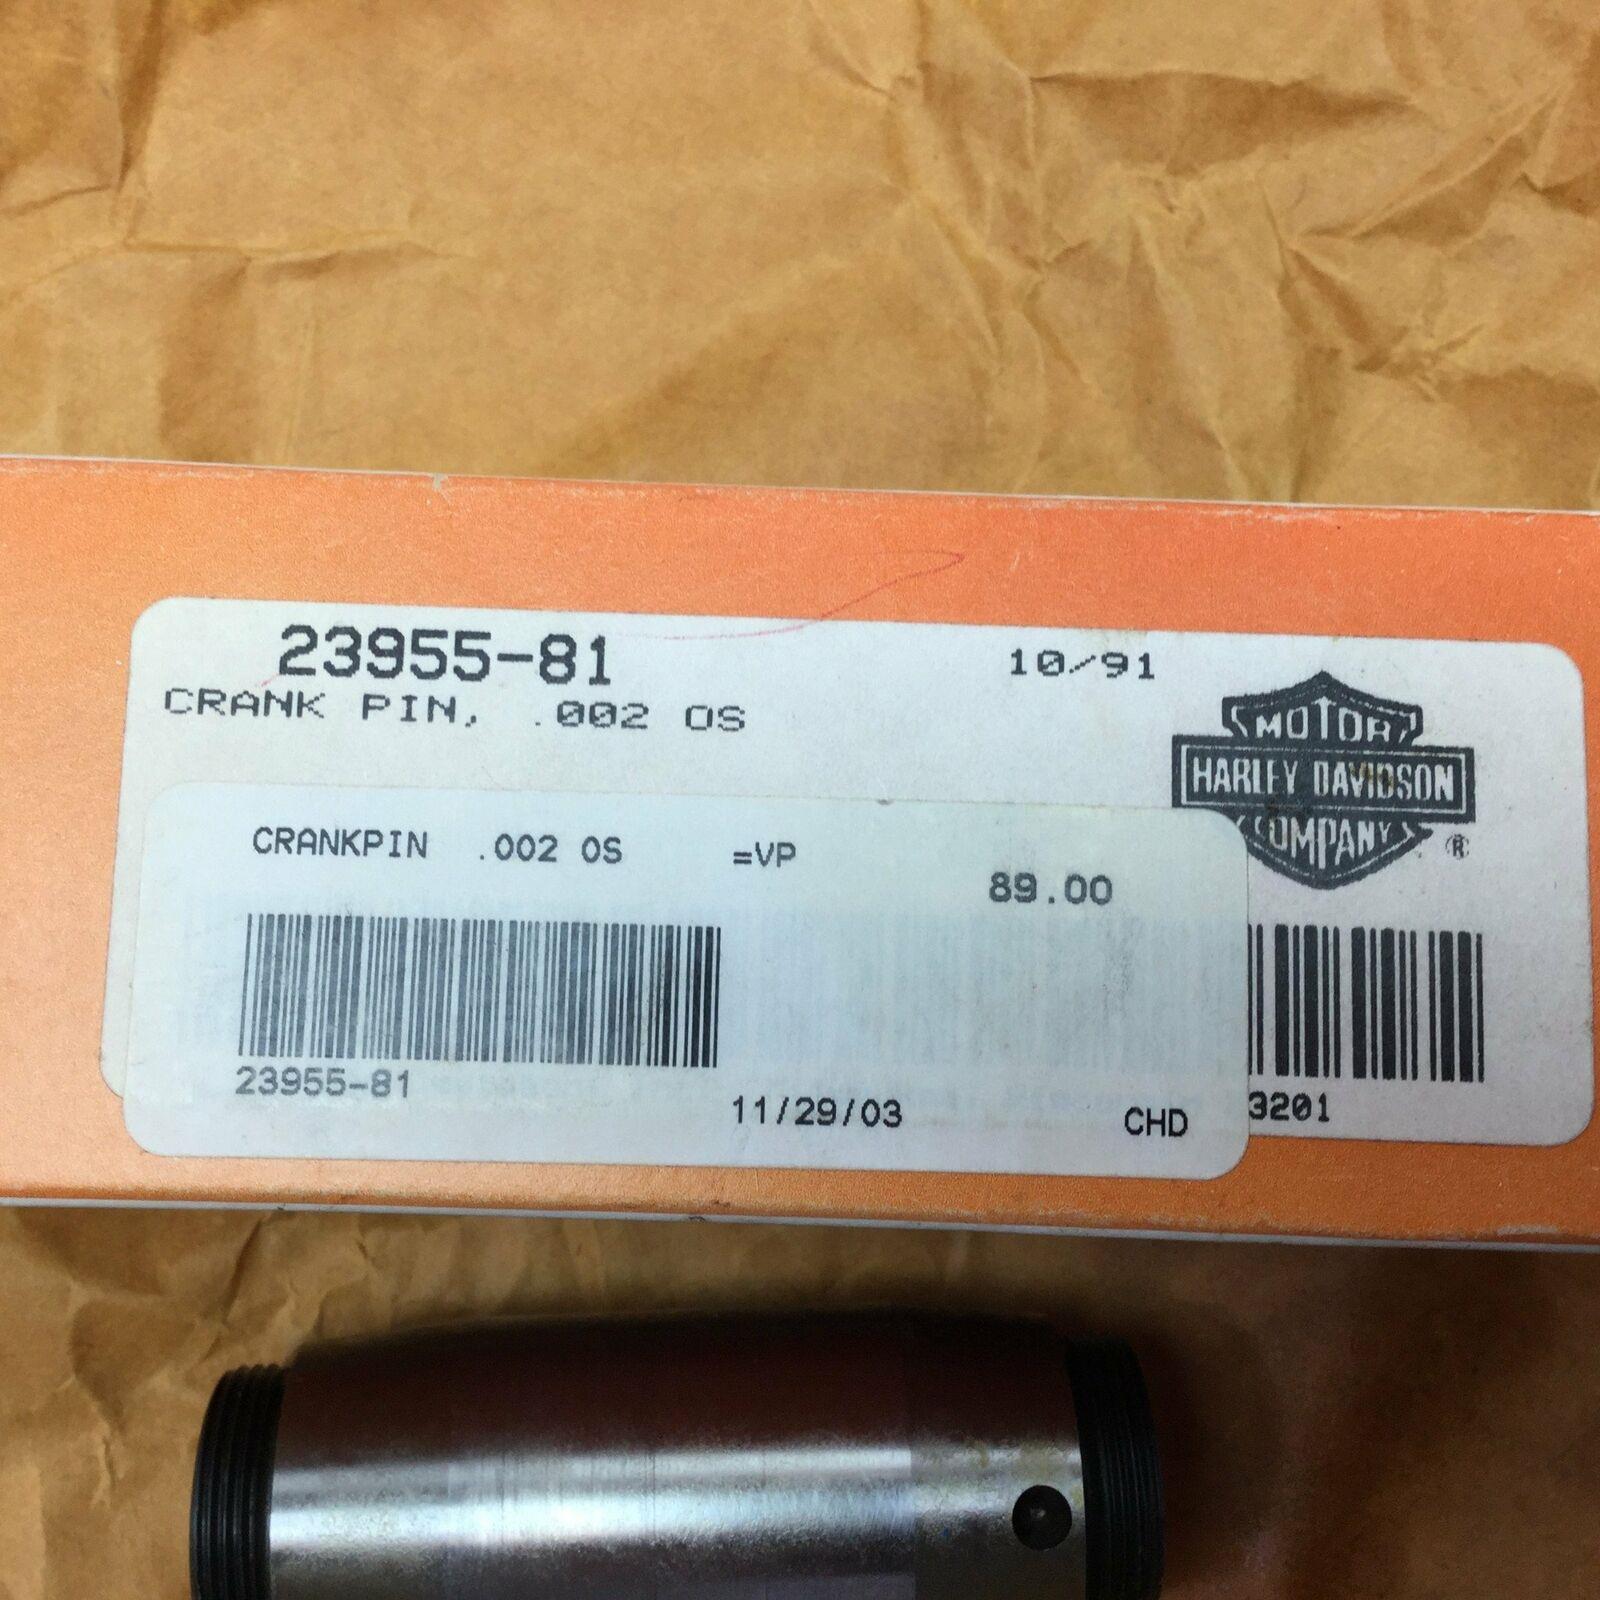 23955-81
10/91
CRANK PIN, .002 OS
MOTOR
HARLEY DAVIDSON
COMPANY
®
CRANKPIN .002 OS =VP
89.00
23955-81
11/29/03
CHD
3201